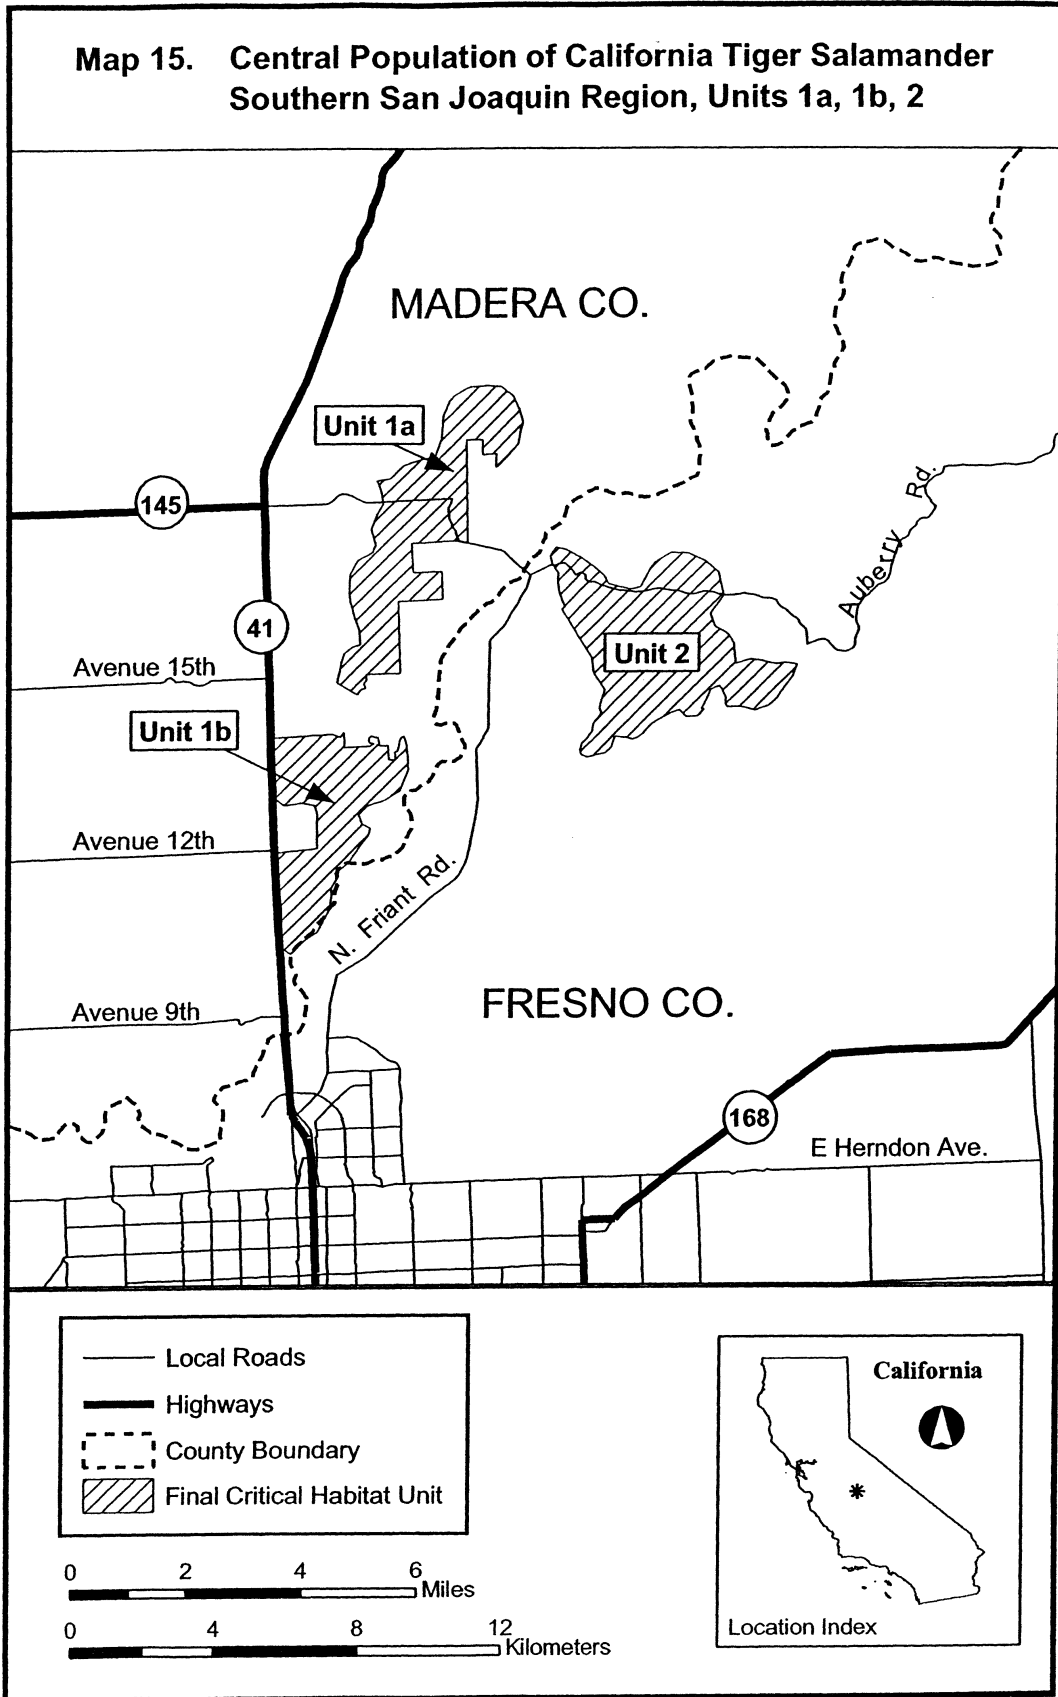 Map 15. Central Population of California Tiger Salamander
Southern San Joaquin Region, Units 1a, 1b, 2
MADERA CO.
Unit 1a
145
Auberry Rd.
41
Unit 2
Avenue 15th
Unit 1b
Avenue 12th
N. Friant Rd.
FRESNO CO.
Avenue 9th
168
E Herndon Ave.
Local Roads
Highways
County Boundary
Final Critical Habitat Unit
0 2 4 6
Miles
0 4 8 12
Kilometers
California
Location Index